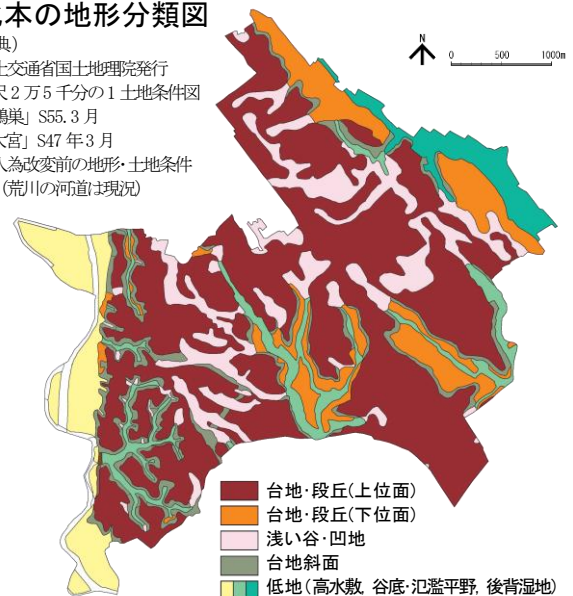 本の地形分類図
典)
土交通省国土地理院発行
尺2万5千分の1土地条件図
鴻巣」S55.3月
大宮」S47年3月
人為改変前の地形・土地条件
(荒川の河道は現況)
N
0 500 1000m
台地・段丘(上位面)
台地・段丘(下位面)
浅い谷・凹地
台地斜面
低地(高水敷, 谷底・氾濫平野, 後背湿地)